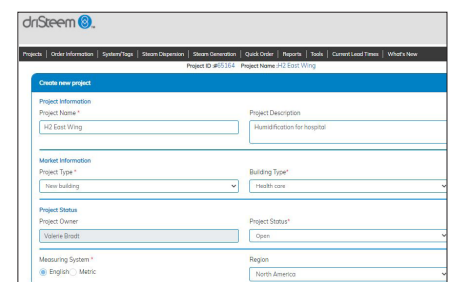 driSteem
Projects | Order Information | System/Tags | Steam Dispersion | Steam Generation | Quick Order | Reports | Tools | Current Lead Times | What's New
Project ID :#65164 Project Name :H2 East Wing
Create new project
Project Information
Project Name * Project Description
H2 East Wing Humidification for hospital
Market Information
Project Type * Building Type*
New building Health care
Project Status
Project Owner Project Status*
Valerie Bradt Open
Measuring System * Region
English Metric North America